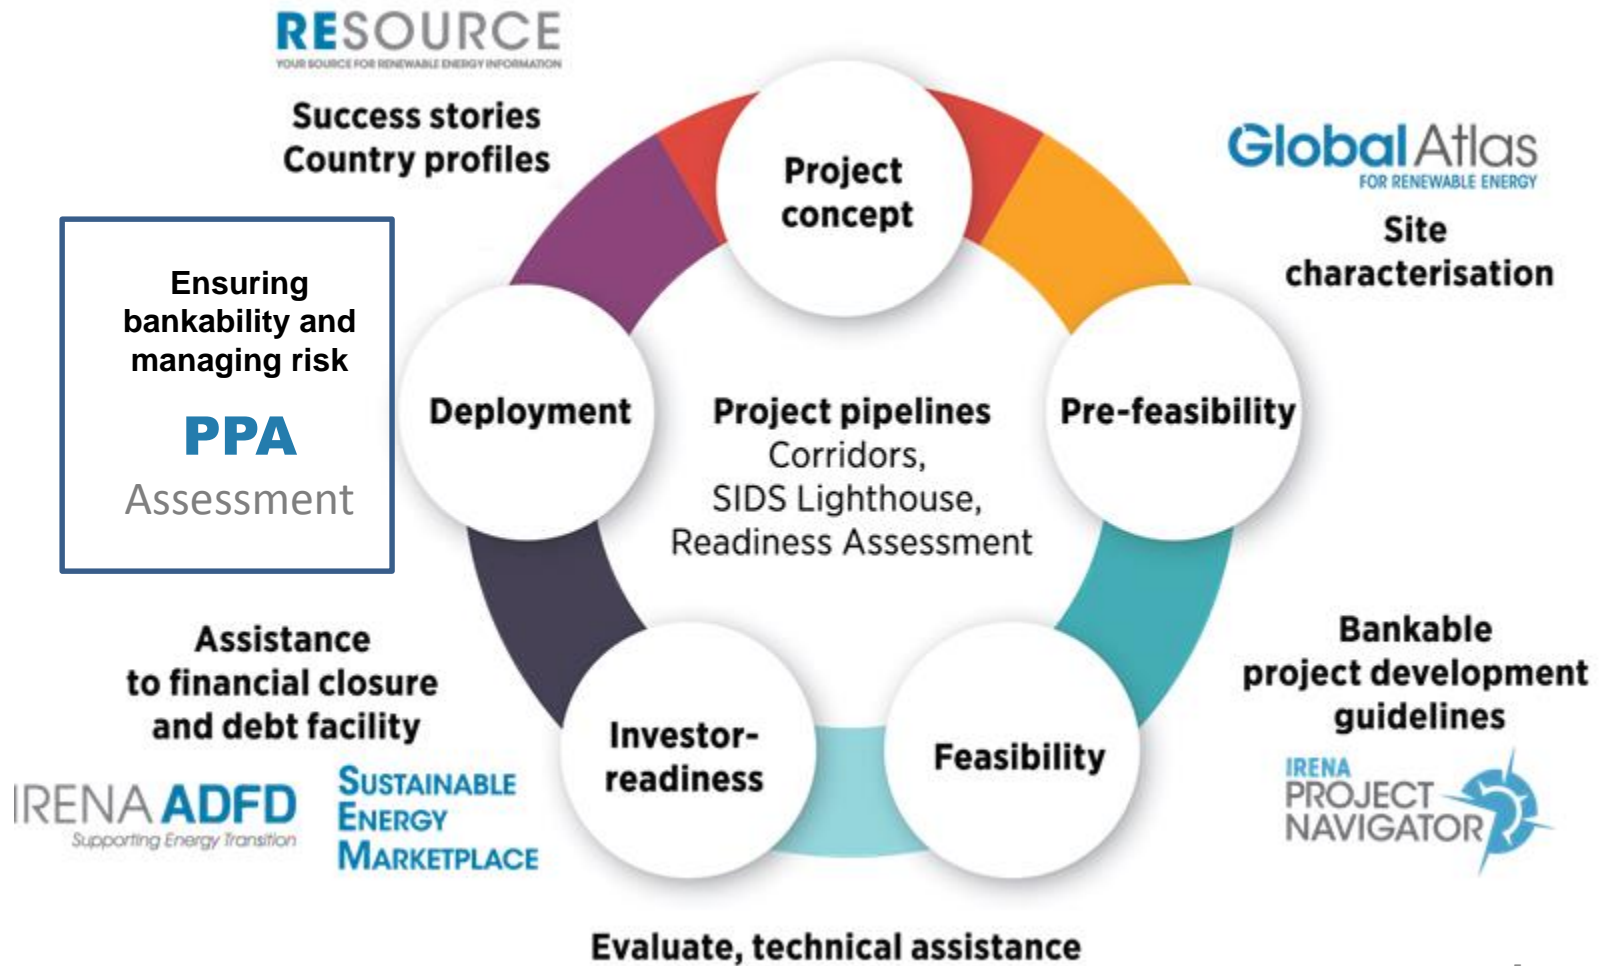 RESOURCE
YOUR SOURCE FOR RENEWABLE ENERGY INFORMATION
Success stories
Country profiles
Project
concept
Global Atlas
FOR RENEWABLE ENERGY
Site
characterisation
Ensuring
bankability and
managing risk
PPA
Assessment
Deployment
Project pipelines
Corridors,
SIDS Lighthouse,
Readiness Assessment
Pre-feasibility
Assistance
to financial closure
and debt facility
IRENA ADFD
Supporting Energy Transition
SUSTAINABLE
ENERGY
MARKETPLACE
Investor-
readiness
Feasibility
Bankable
project development
guidelines
IRENA
PROJECT
NAVIGATOR
Evaluate, technical assistance